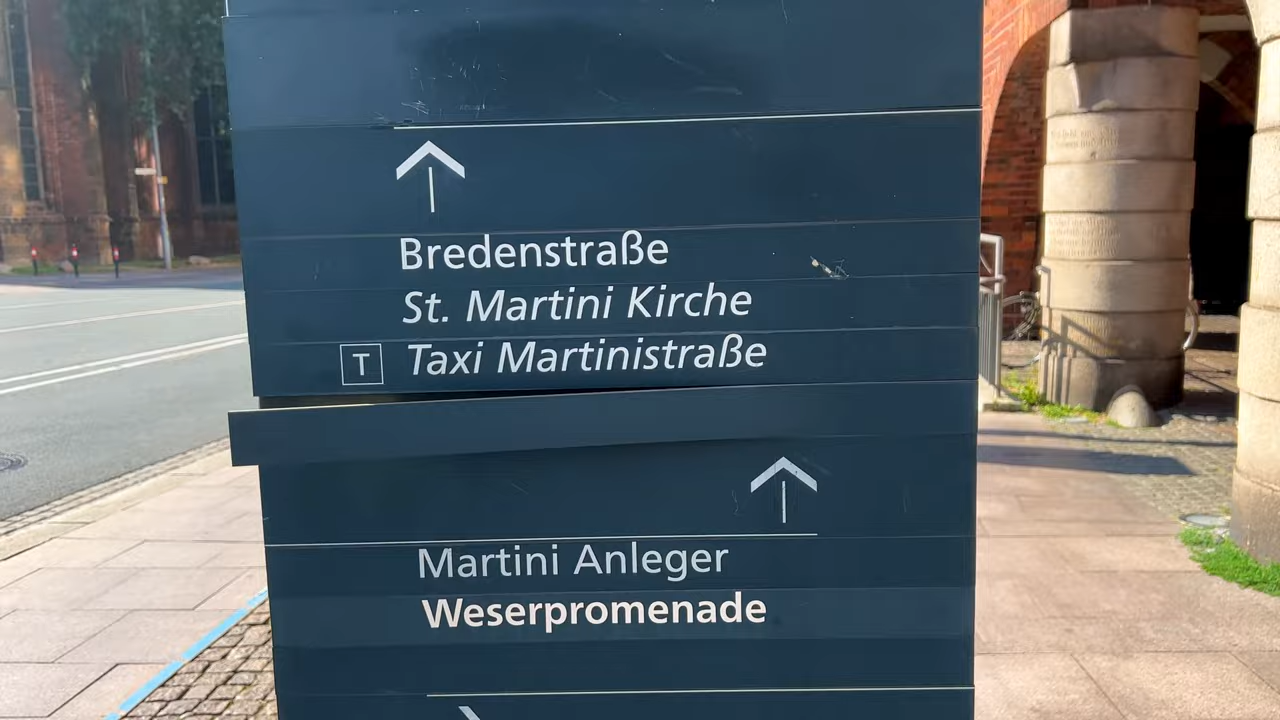 Bredenstraße
St. Martini Kirche
T Taxi Martinistraße
Martini Anleger
Weserpromenade